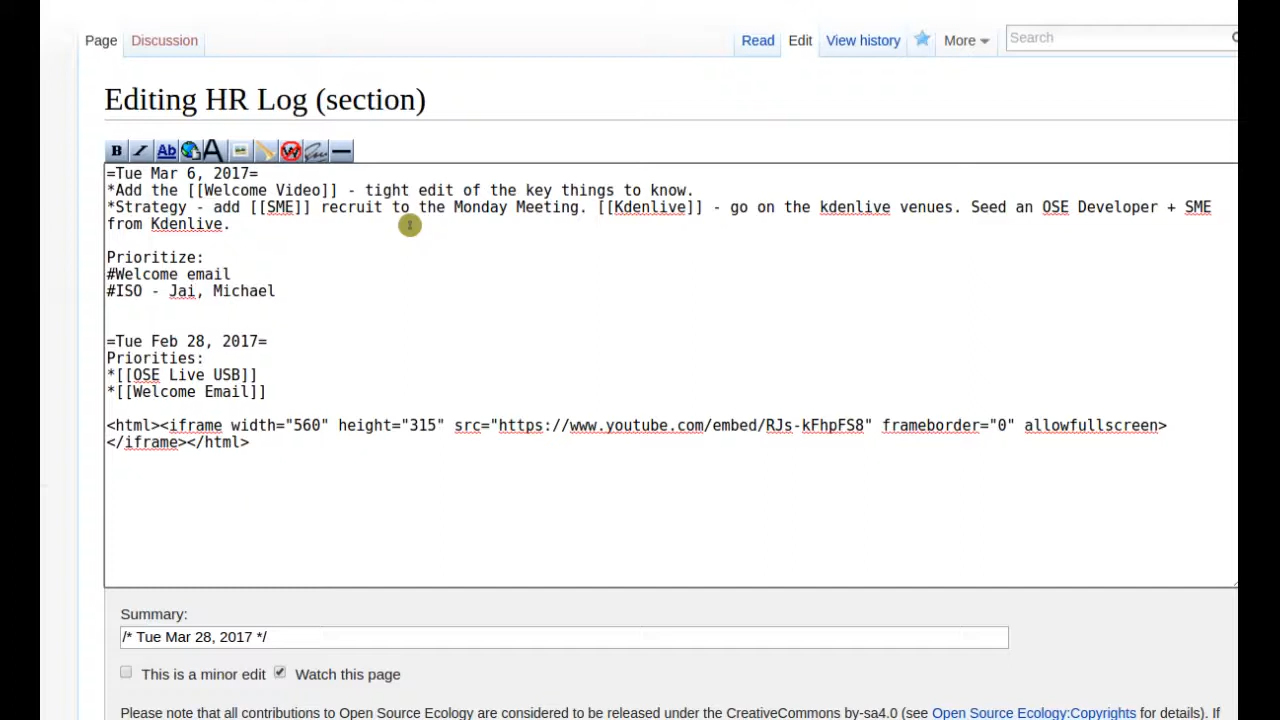 Page Discussion Read Edit View history More Search
Editing HR Log (section)
B I Ab A
=Tue Mar 6, 2017=
*Add the [[Welcome Video]] - tight edit of the key things to know.
*Strategy - add [[SME]] recruit to the Monday Meeting. [[Kdenlive]] - go on the kdenlive venues. Seed an OSE Developer + SME
from Kdenlive.
Prioritize:
#Welcome email
#ISO - Jai, Michael
=Tue Feb 28, 2017=
Priorities:
*[[OSE Live USB]]
*[[Welcome Email]]
<html><iframe width="560" height="315" src="https://www.youtube.com/embed/RJs-kFhpFS8" frameborder="0" allowfullscreen>
</iframe></html>
Summary:
/* Tue Mar 28, 2017 */
This is a minor edit Watch this page
Please note that all contributions to Open Source Ecology are considered to be released under the CreativeCommons by-sa4.0 (see Open Source Ecology:Copyrights for details). If